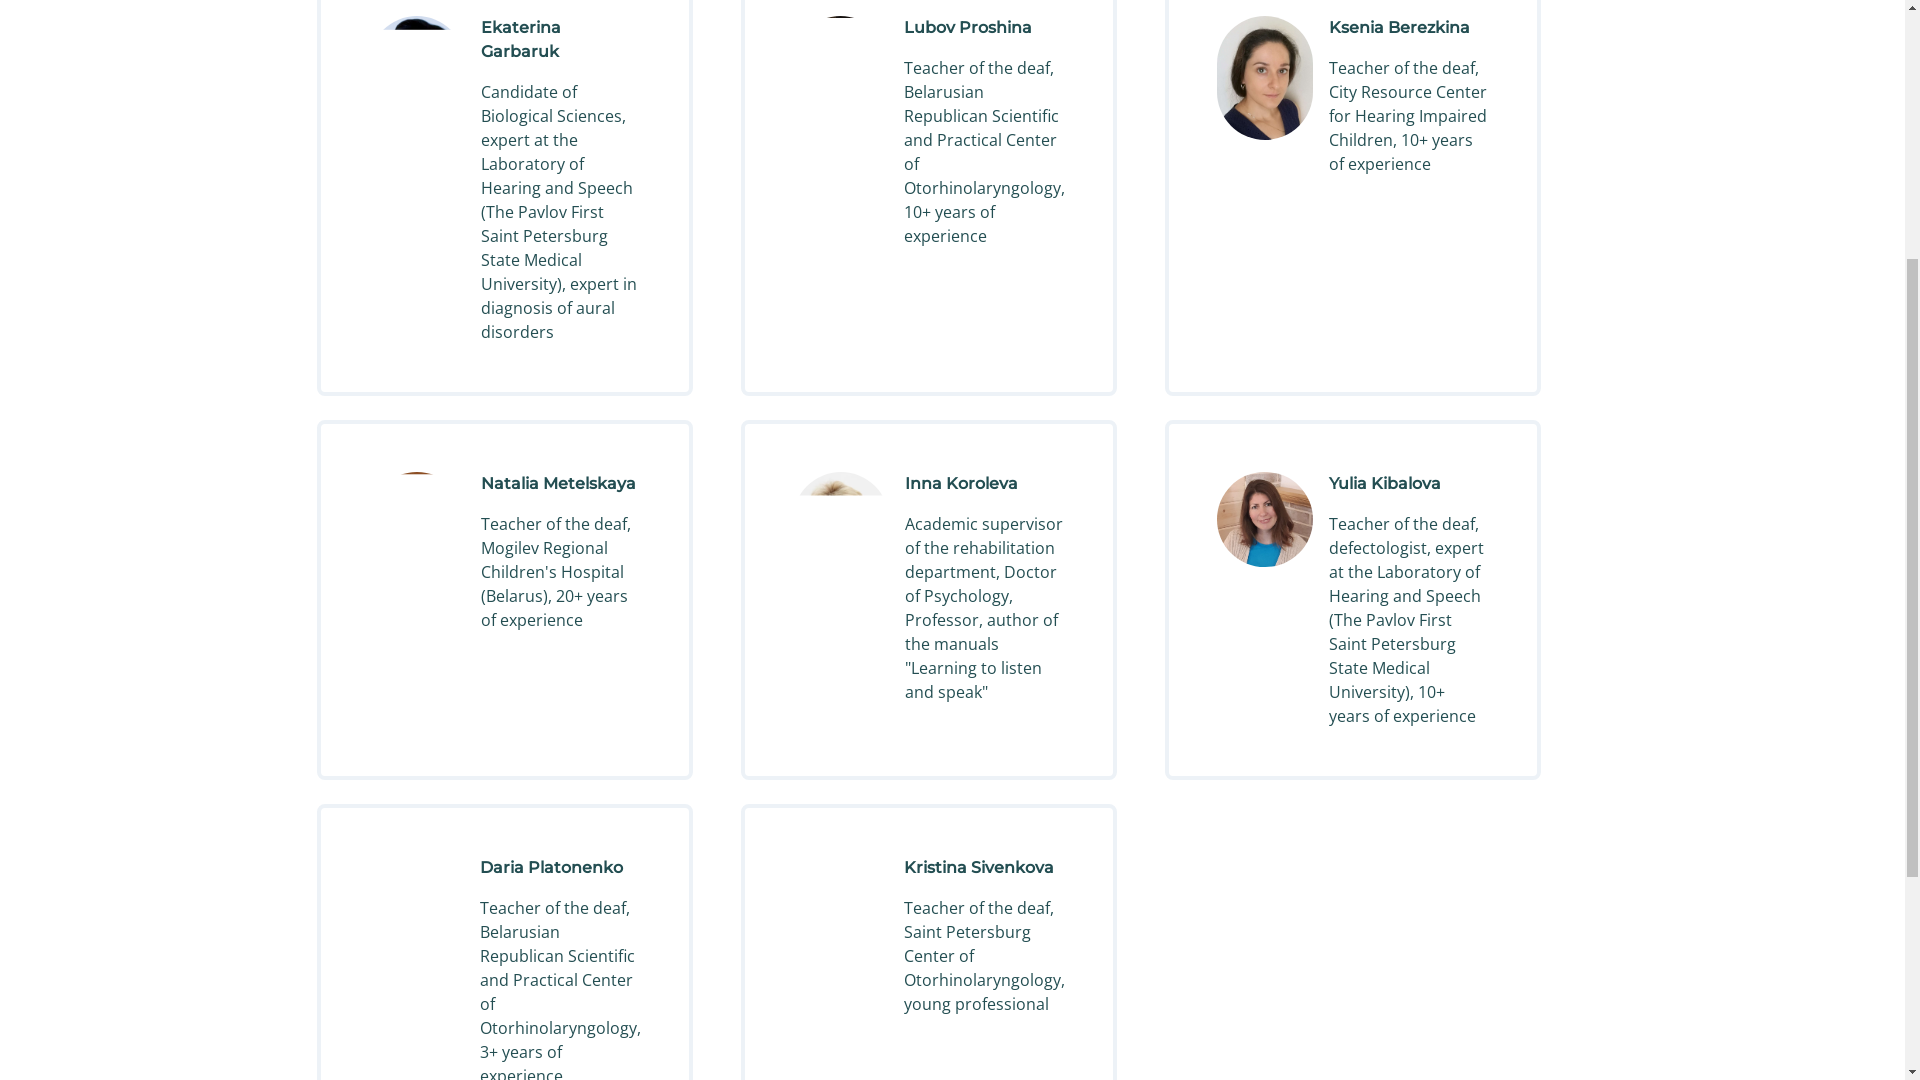 Ekaterina
Garbaruk
Candidate of
Biological Sciences,
expert at the
Laboratory of
Hearing and Speech
(The Pavlov First
Saint Petersburg
State Medical
University), expert in
diagnosis of aural
disorders
Lubov Proshina
Teacher of the deaf,
Belarusian
Republican Scientific
and Practical Center
of
Otorhinolaryngology,
10+ years of
experience
Ksenia Berezkina
Teacher of the deaf,
City Resource Center
for Hearing Impaired
Children, 10+ years
of experience
Natalia Metelskaya
Teacher of the deaf,
Mogilev Regional
Children's Hospital
(Belarus), 20+ years
of experience
Inna Koroleva
Academic supervisor
of the rehabilitation
department, Doctor
of Psychology,
Professor, author of
the manuals
"Learning to listen
and speak"
Yulia Kibalova
Teacher of the deaf,
defectologist, expert
at the Laboratory of
Hearing and Speech
(The Pavlov First
Saint Petersburg
State Medical
University), 10+
years of experience
Daria Platonenko
Teacher of the deaf,
Belarusian
Republican Scientific
and Practical Center
of
Otorhinolaryngology,
3+ years of
experience
Kristina Sivenkova
Teacher of the deaf,
Saint Petersburg
Center of
Otorhinolaryngology,
young professional